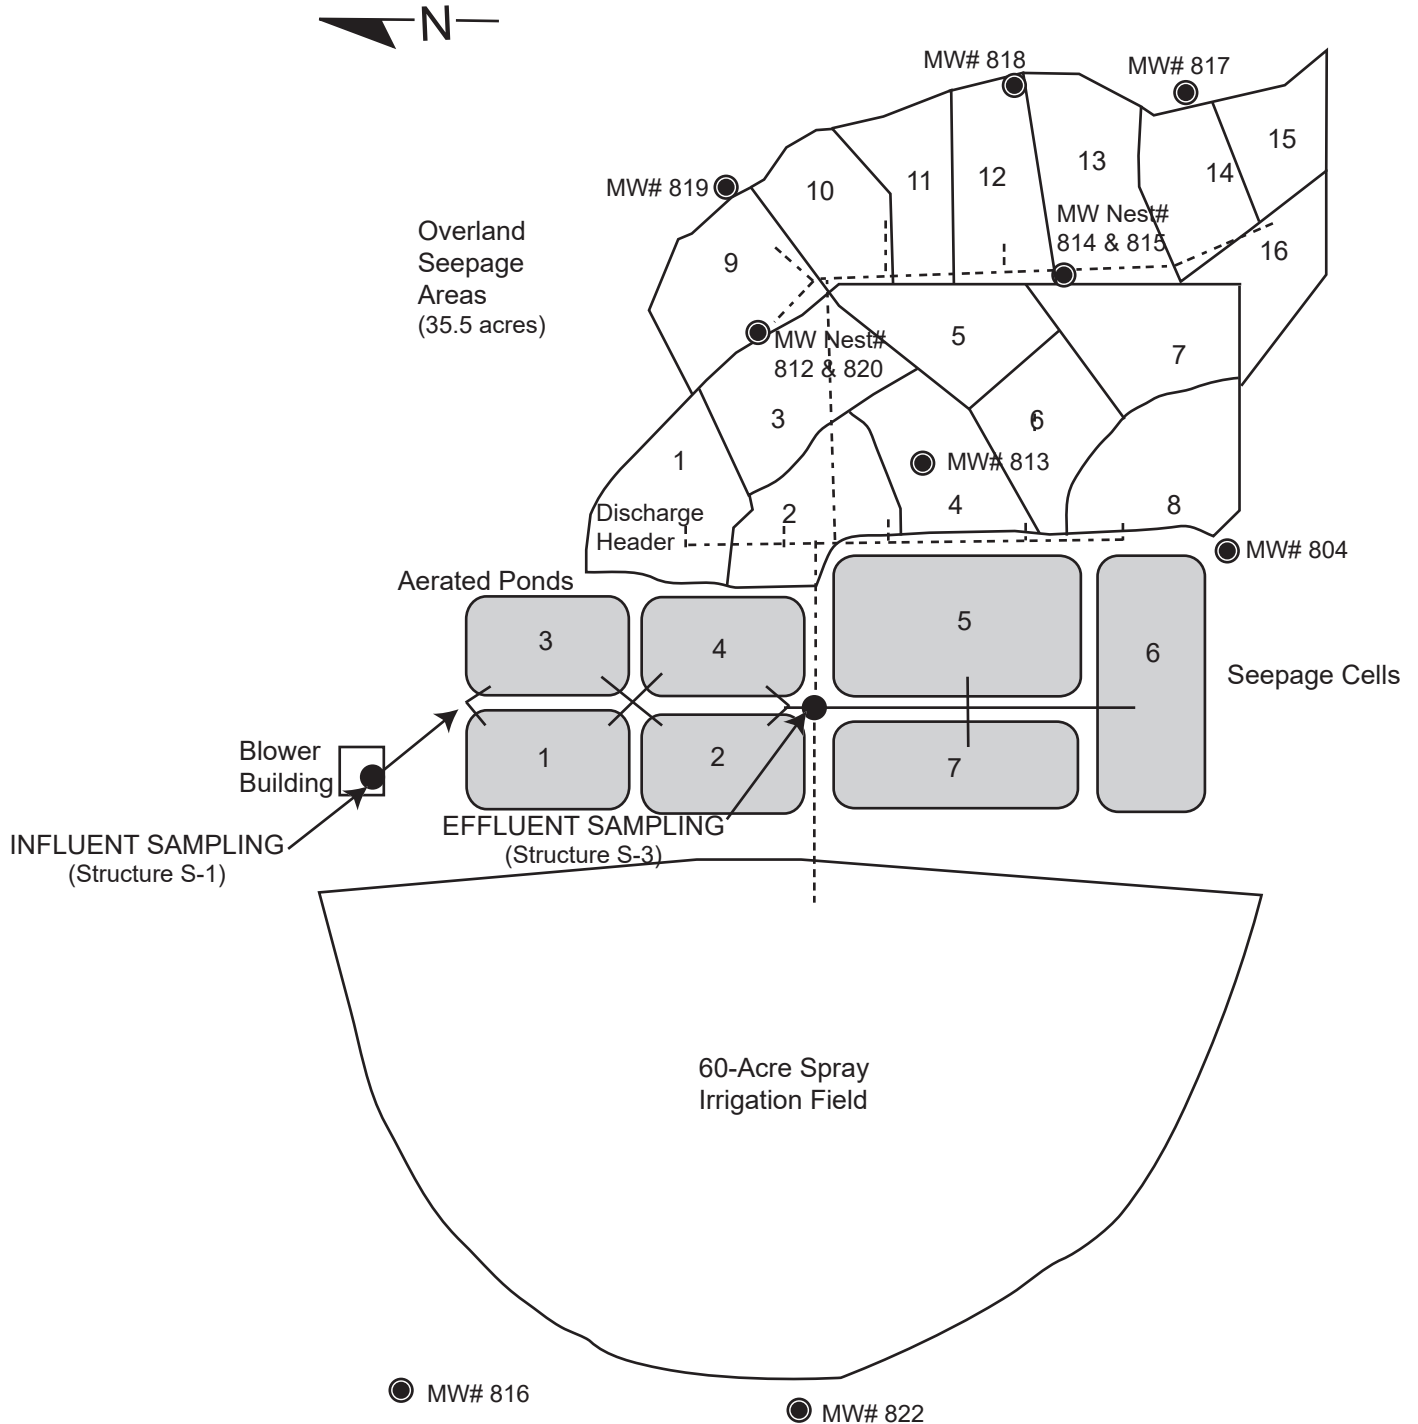 N
MW# 818
MW# 817
15
13
14
12
11
10
MW# 819
MW Nest#
814 & 815
16
Overland
Seepage
Areas
(35.5 acres)
9
MW Nest#
812 & 820
5
7
3
6
1
MW# 813
4
8
2
Discharge
Header
MW# 804
Aerated Ponds
3
4
5
6
Seepage Cells
1
2
7
Blower
Building
EFFLUENT SAMPLING
(Structure S-3)
INFLUENT SAMPLING
(Structure S-1)
60-Acre Spray
Irrigation Field
MW# 816
MW# 822